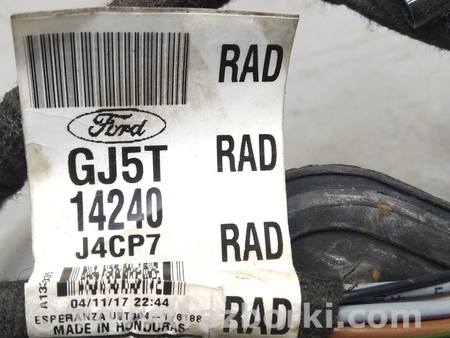 RAD
Ford
GJ5T
RAD
14240
J4CP7
RAD
04/11/17 22:44
RAD
ESPERANZA
MADE IN HONDURAS